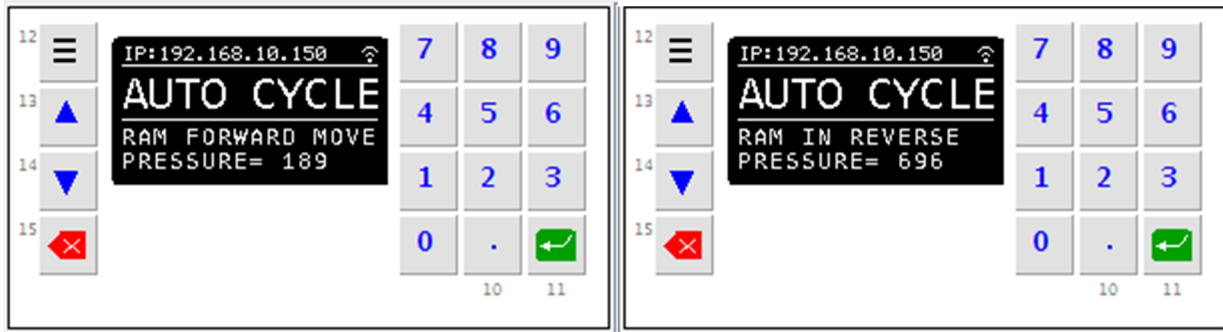 12
IP:192.168.10.150
AUTO CYCLE
RAM FORWARD MOVE
PRESSURE= 189
13
14
15
7 8 9
4 5 6
1 2 3
0 .
10 11
12
IP:192.168.10.150
AUTO CYCLE
RAM IN REVERSE
PRESSURE= 696
13
14
15
7 8 9
4 5 6
1 2 3
0 .
10 11